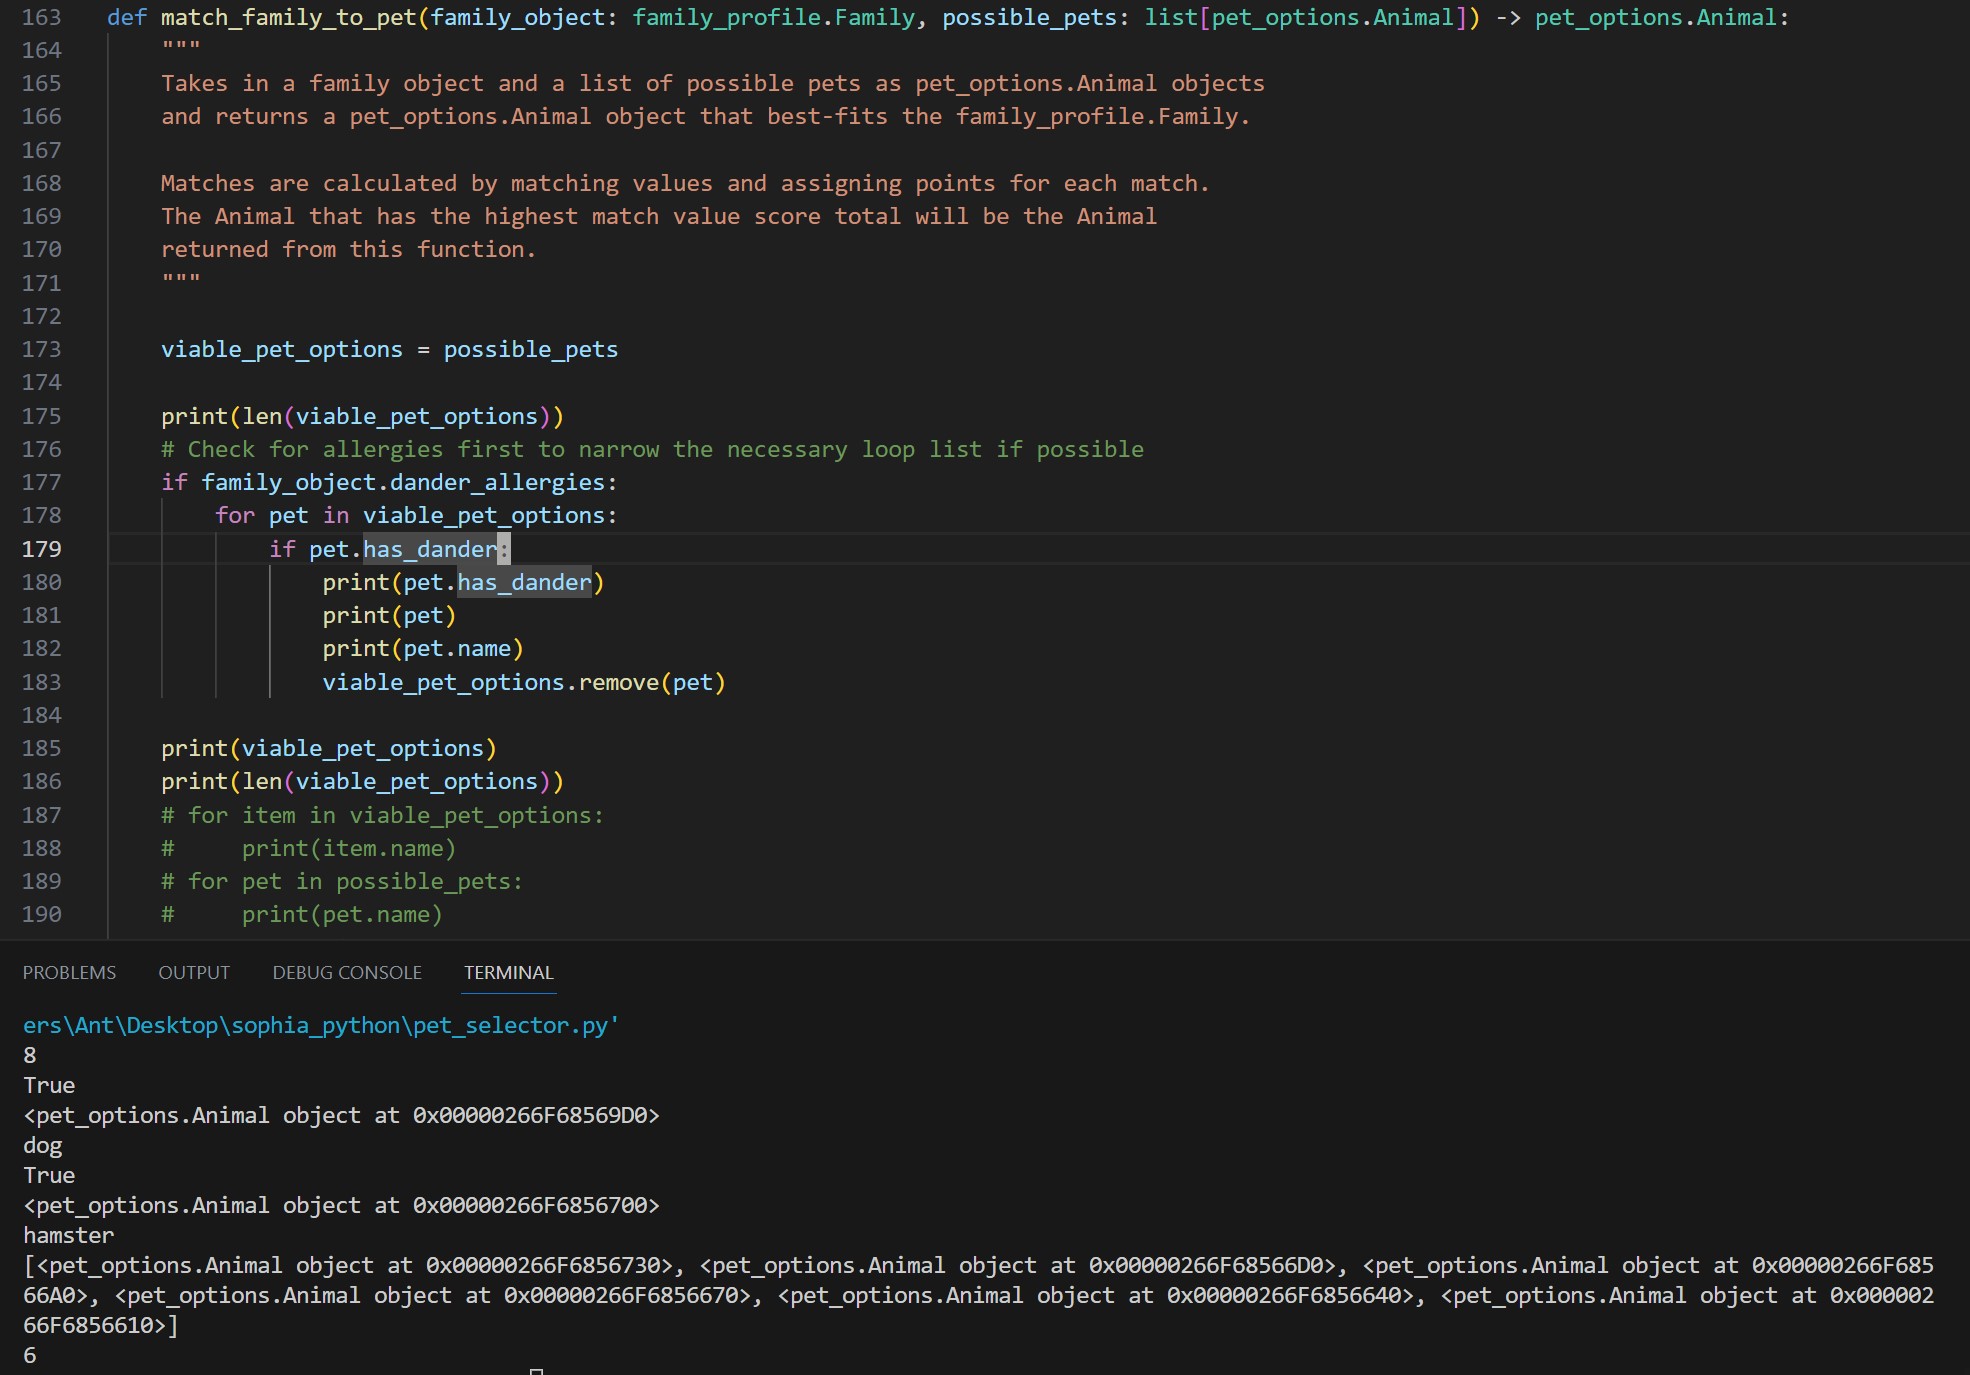 163 def match_family_to_pet(family_object: family_profile.Family, possible_pets: list[pet_options.Animal]) -> pet_options.Animal:
164 """
165 Takes in a family object and a list of possible pets as pet_options.Animal objects
166 and returns a pet_options.Animal object that best-fits the family_profile.Family.
167
168 Matches are calculated by matching values and assigning points for each match.
169 The Animal that has the highest match value score total will be the Animal
170 returned from this function.
171 """
172
173 viable_pet_options = possible_pets
174
175 print(len(viable_pet_options))
176 # Check for allergies first to narrow the necessary loop list if possible
177 if family_object.dander_allergies:
178 for pet in viable_pet_options:
179 if pet.has_dander:
180 print(pet.has_dander)
181 print(pet)
182 print(pet.name)
183 viable_pet_options.remove(pet)
184
185 print(viable_pet_options)
186 print(len(viable_pet_options))
187 # for item in viable_pet_options:
188 #     print(item.name)
189 # for pet in possible_pets:
190 #     print(pet.name)
PROBLEMS OUTPUT DEBUG CONSOLE TERMINAL
ers\Ant\Desktop\sophia_python\pet_selector.py'
8
True
<pet_options.Animal object at 0x00000266F68569D0>
dog
True
<pet_options.Animal object at 0x00000266F6856700>
hamster
[<pet_options.Animal object at 0x00000266F6856730>, <pet_options.Animal object at 0x00000266F68566D0>, <pet_options.Animal object at 0x00000266F685
66A0>, <pet_options.Animal object at 0x00000266F6856670>, <pet_options.Animal object at 0x00000266F6856640>, <pet_options.Animal object at 0x000002
66F6856610>]
6